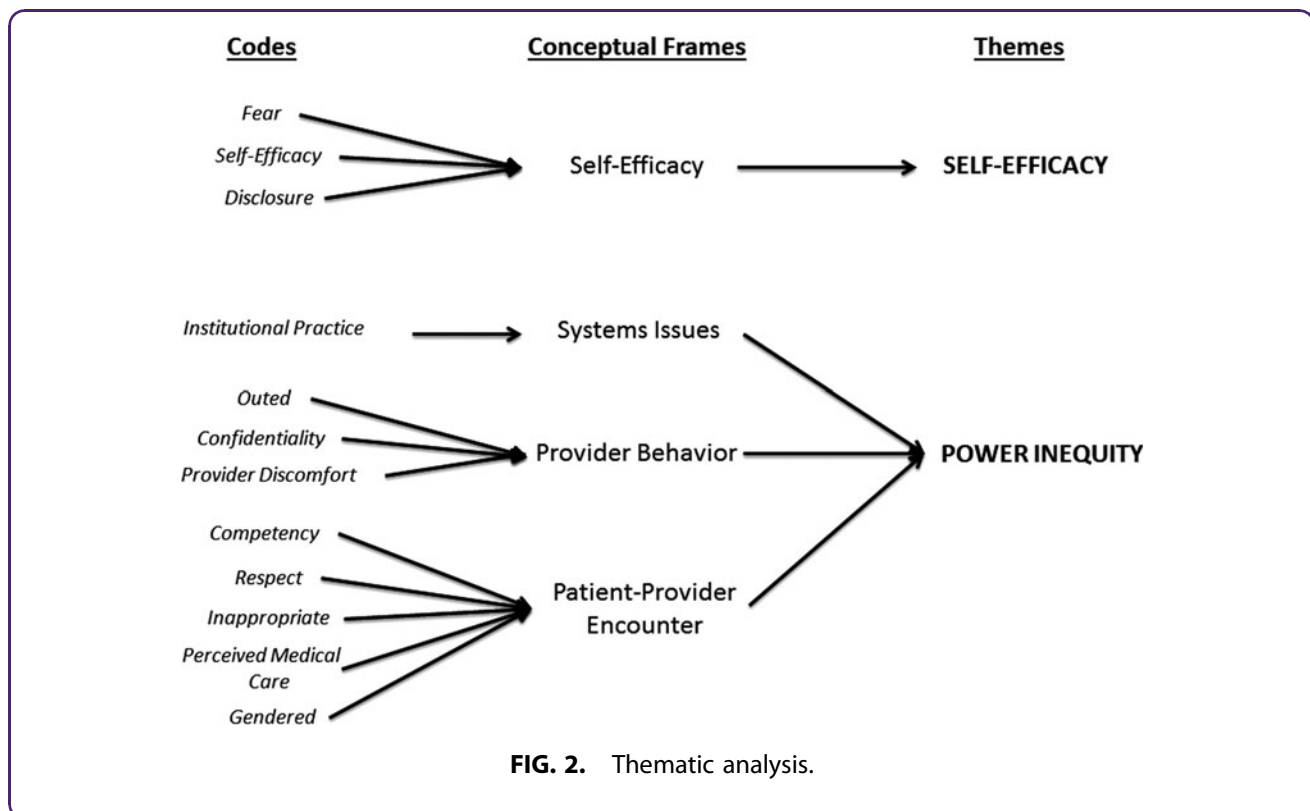 Codes
Conceptual Frames
Themes
Fear
Self-Efficacy
Disclosure
Self-Efficacy
SELF-EFFICACY
Institutional Practice
Systems Issues
Outed
Confidentiality
Provider Discomfort
Provider Behavior
POWER INEQUITY
Competency
Respect
Inappropriate
Perceived Medical
Care
Gendered
Patient-Provider
Encounter
FIG. 2. Thematic analysis.